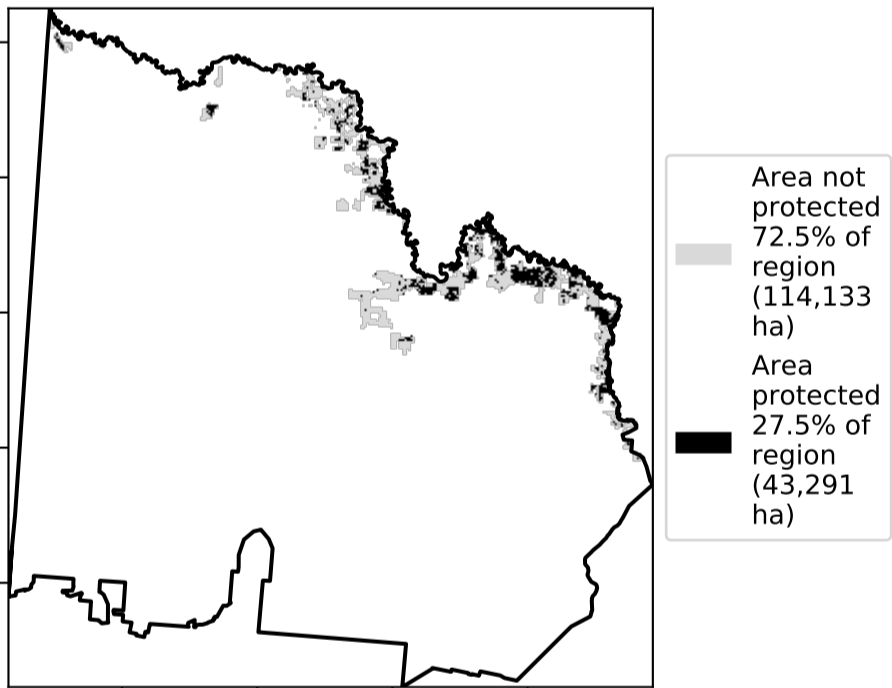 Area not
protected
72.5% of
region
(114,133
ha)
Area
protected
27.5% of
region
(43,291
ha)